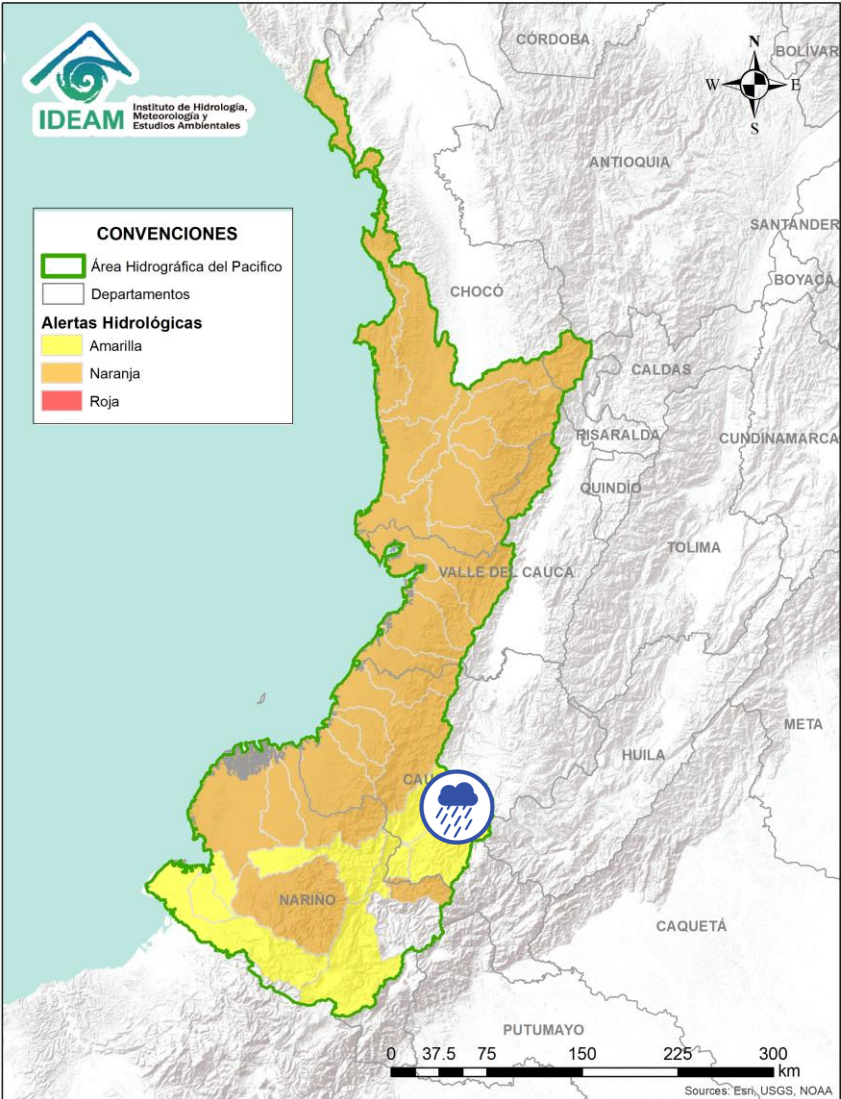 IDEAM
Instituto de Hidrología,
Meteorología y
Estudios Ambientales
N
W
E
S
CÓRDOBA
BOLÍVAR
ANTIOQUIA
SANTANDER
BOYACÁ
CHOCÓ
CALDAS
RISARALDA
CUNDINAMARCA
QUINDÍO
TOLIMA
VALLE DEL CAUCA
META
HUILA
CAU
NARIÑO
CAQUETÁ
PUTUMAYO
CONVENCIONES
Área Hidrográfica del Pacifico
Departamentos
Alertas Hidrológicas
Amarilla
Naranja
Roja
0 37.5 75 150 225 300
km
Sources: Esri, USGS, NOAA